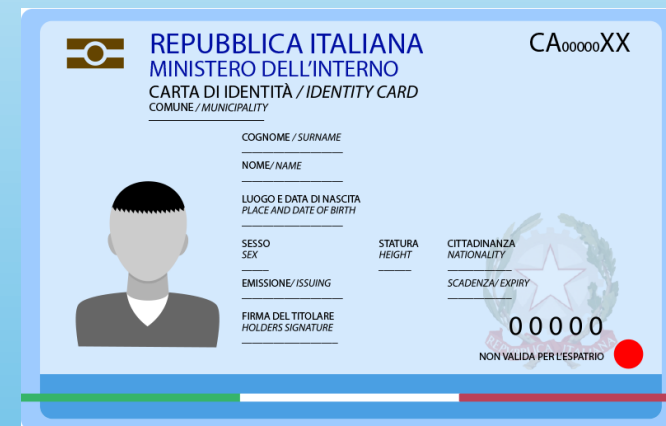 REPUBBLICA ITALIANA
CA00000XX
MINISTERO DELL'INTERNO
CARTA DI IDENTITÀ / IDENTITY CARD
COMUNE / MUNICIPALITY
COGNOME / SURNAME
NOME/ NAME
LUOGO E DATA DI NASCITA
PLACE AND DATE OF BIRTH
SESSO STATURA CITTADINANZA
SEX HEIGHT NATIONALITY
EMISSIONE/ ISSUING SCADENZA/ EXPIRY
FIRMA DEL TITOLARE
HOLDERS SIGNATURE
00000
NON VALIDA PER L'ESPATRIO